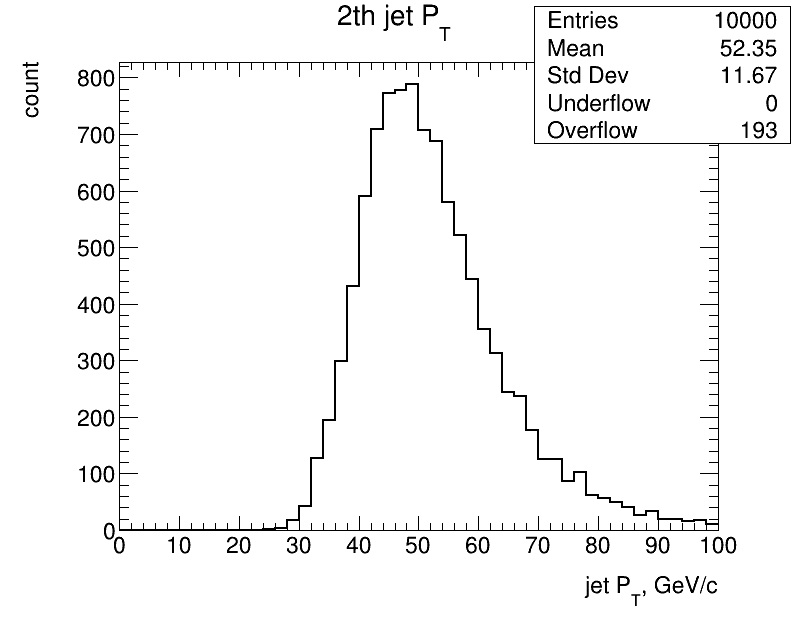 2th jet P_T
Entries 10000
Mean 52.35
Std Dev 11.67
Underflow 0
Overflow 193
count
800
700
600
500
400
300
200
100
0
0 10 20 30 40 50 60 70 80 90 100
jet P_T, GeV/c